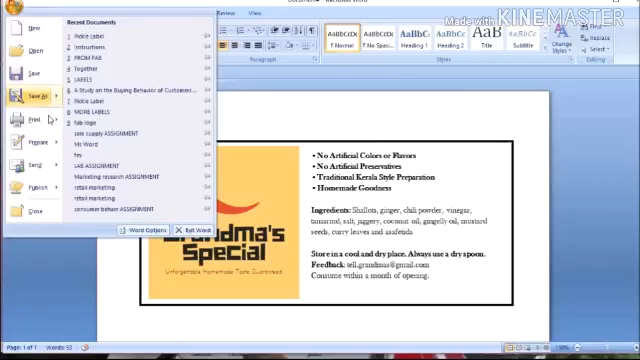 Made with KINEMASTER
View
New
Open
Save
Save As
Print
Prepare
Send
Publish
Close
Recent Documents
1 Pickle Label
2 Instructions
3 FROM FAB
4 Together
5 LABELS
6 A Study on the Buying Behavior of Customers...
7 Pickle Label
8 MORE LABELS
9 fab logo
sale supply ASSIGNMENT
Ms Word
fev
LAB ASSIGNMENT
Marketing research ASSIGNMENT
retail marketing
retail marketing
consumer behavn ASSIGNMENT
Word Options
Exit Word
Paragraph
AaBbCcDc
¶ Normal
AaBbCcDc
¶ No Spac...
AaBbC
Heading 1
AaBbCc
Heading 2
AaB
Title
AaBbCc.
Subtitle
Styles
Change
Styles
Replace
Select
Editing
Grandma's
Special
Unforgettable Homemade Taste Guaranteed
• No Artificial Colors or Flavors
• No Artificial Preservatives
• Traditional Kerala Style Preparation
• Homemade Goodness
Ingredients: Shallots, ginger, chili powder, vinegar,
tamarind, salt, jaggery, coconut oil, gingelly oil, mustard
seeds, curry leaves and asafetida
Store in a cool and dry place. Always use a dry spoon.
Feedback: tell.grandmas@gmail.com
Consume within a month of opening.
Page: 1 of 1
Words: 53